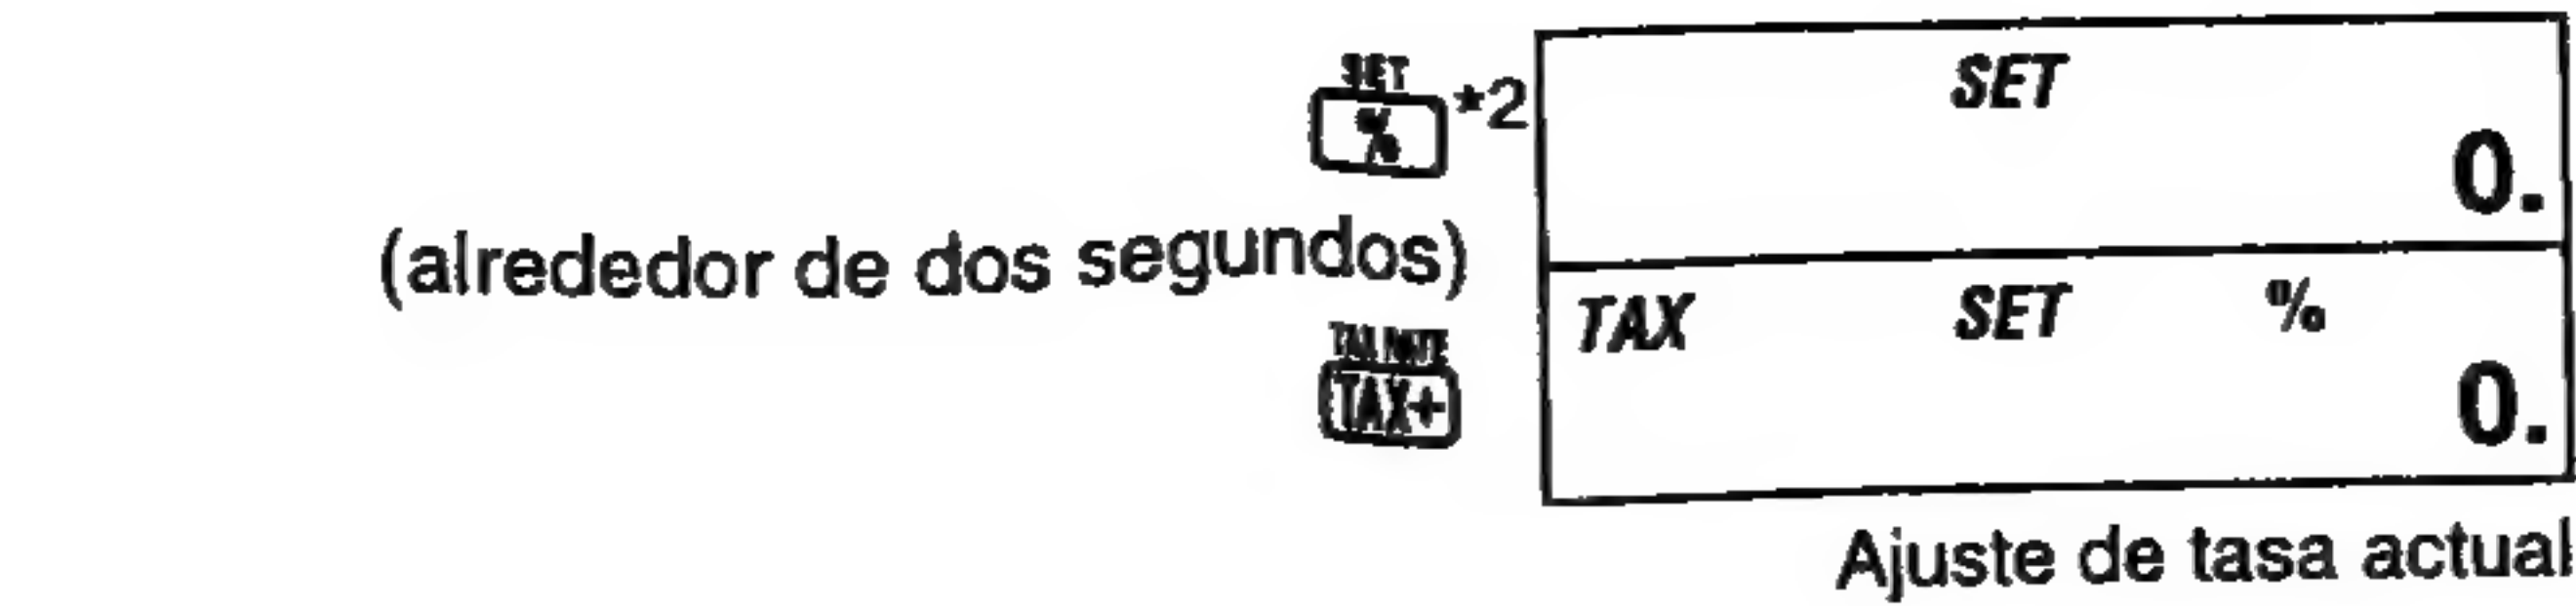 SET
% *2
SET
0.
(alrededor de dos segundos)
TAX RATE
TAX+
TAX SET %
0.
Ajuste de tasa actual